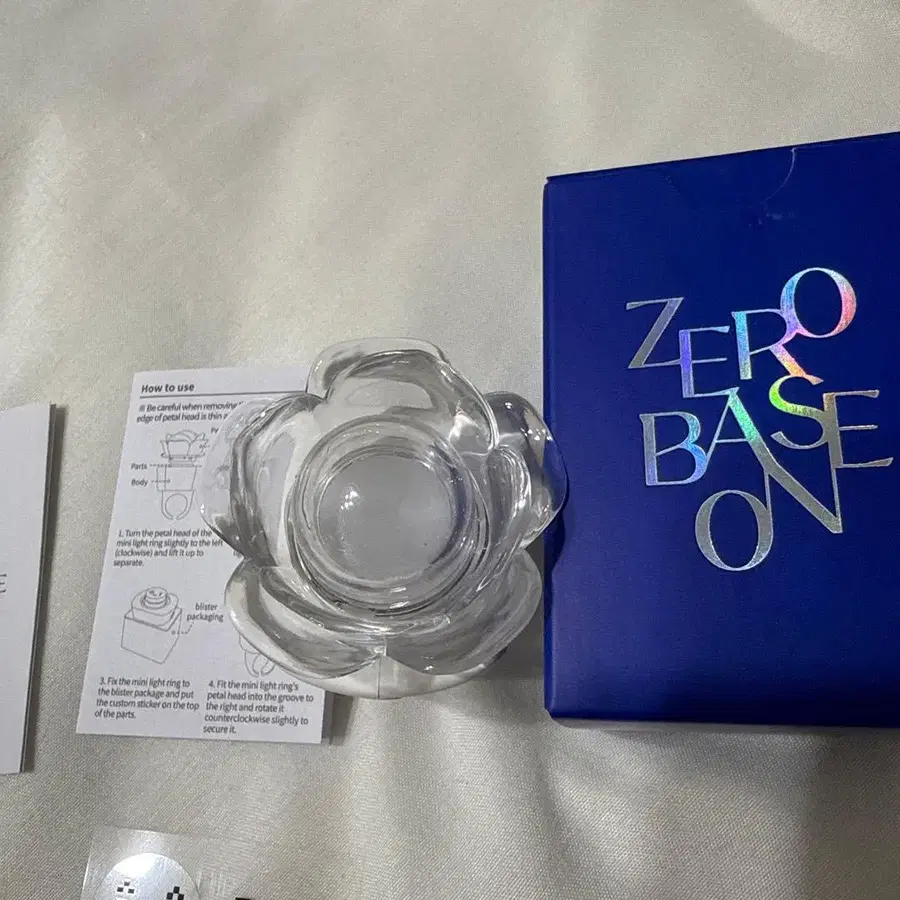 How to use
※ Be careful when removing
edge of petal head is thin
Parts
Body
1. Turn the petal head of the
mini light ring slightly to the left
(clockwise) and lift it up to
separate.
blister
packaging
3. Fix the mini light ring to
the blister package and put
the custom sticker on the top
of the parts.
4. Fit the mini light ring's
petal head into the groove to
the right and rotate it
counterclockwise slightly to
secure it.
ZERO
BASE
ONE
E